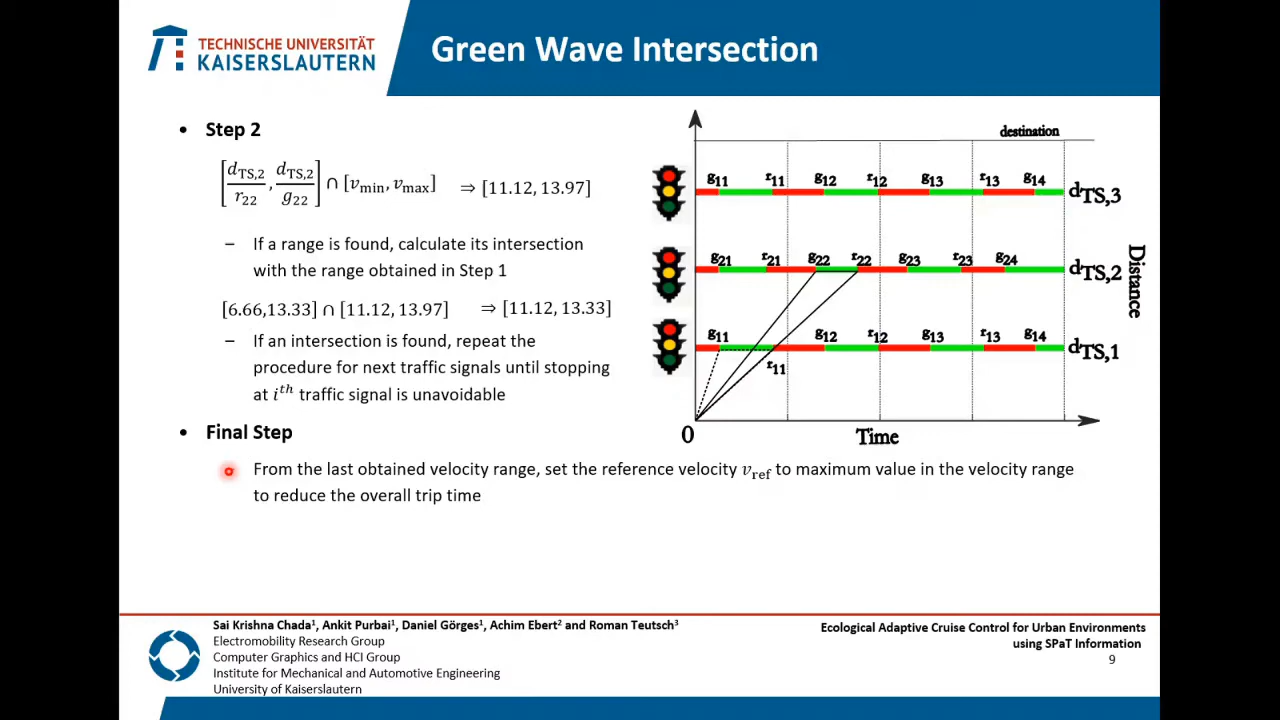 TECHNISCHE UNIVERSITÄT
KAISERSLAUTERN
Green Wave Intersection
• Step 2
[d_TS,2 / r_22, d_TS,2 / g_22] ∩ [v_min, v_max] ⇒ [11.12, 13.97]
– If a range is found, calculate its intersection
with the range obtained in Step 1
[6.66,13.33] ∩ [11.12, 13.97] ⇒ [11.12, 13.33]
– If an intersection is found, repeat the
procedure for next traffic signals until stopping
at i^th traffic signal is unavoidable
• Final Step
From the last obtained velocity range, set the reference velocity v_ref to maximum value in the velocity range
to reduce the overall trip time
destination
g11 r11 g12 r12 g13 r13 g14
dTS,3
g21 r21 g22 r22 g23 r23 g24
dTS,2
g11 g12 r12 g13 r13 g14
dTS,1
r11
Distance
0
Time
Sai Krishna Chada¹, Ankit Purbai¹, Daniel Görges¹, Achim Ebert² and Roman Teutsch³
Electromobility Research Group
Computer Graphics and HCI Group
Institute for Mechanical and Automotive Engineering
University of Kaiserslautern
Ecological Adaptive Cruise Control for Urban Environments
using SPaT Information
9